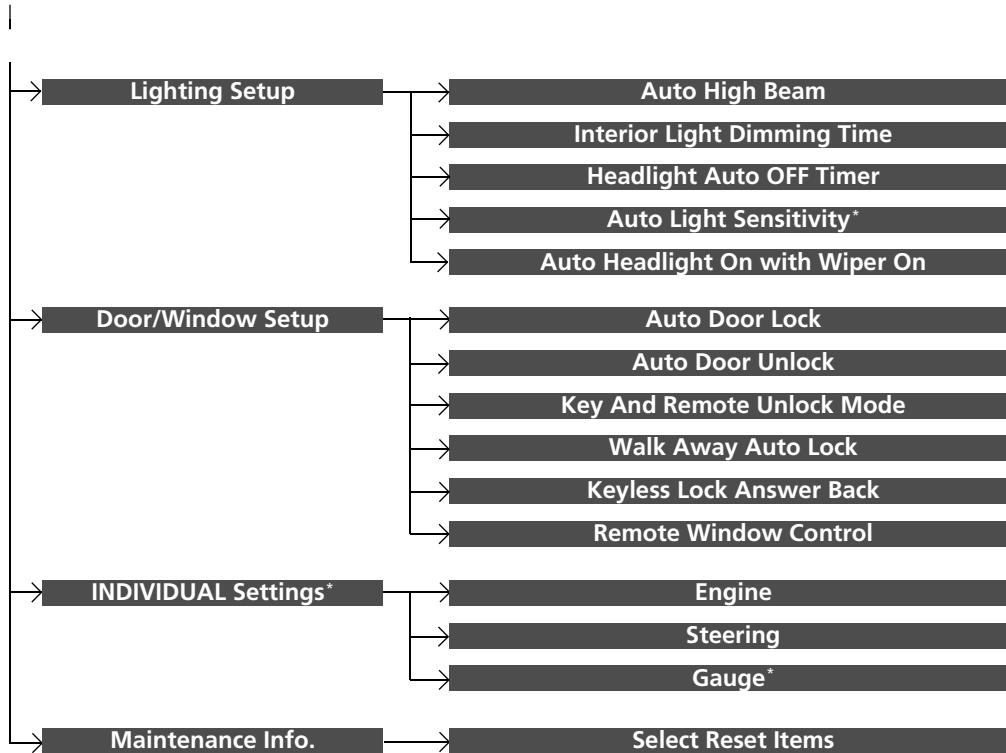 Lighting Setup
Auto High Beam
Interior Light Dimming Time
Headlight Auto OFF Timer
Auto Light Sensitivity*
Auto Headlight On with Wiper On
Door/Window Setup
Auto Door Lock
Auto Door Unlock
Key And Remote Unlock Mode
Walk Away Auto Lock
Keyless Lock Answer Back
Remote Window Control
INDIVIDUAL Settings*
Engine
Steering
Gauge*
Maintenance Info.
Select Reset Items